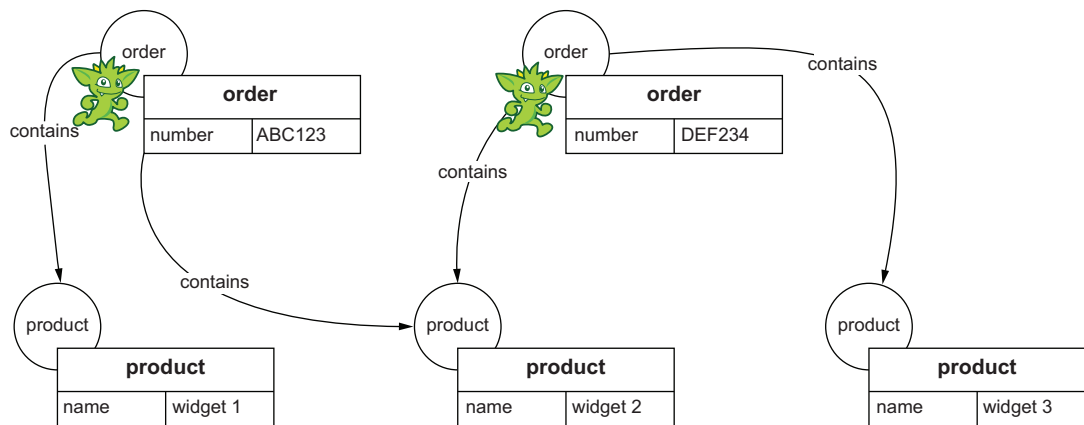 order
order
order
number ABC123
order
number DEF234
contains
contains
contains
contains
product
product
product
product
name widget 1
product
name widget 2
product
name widget 3